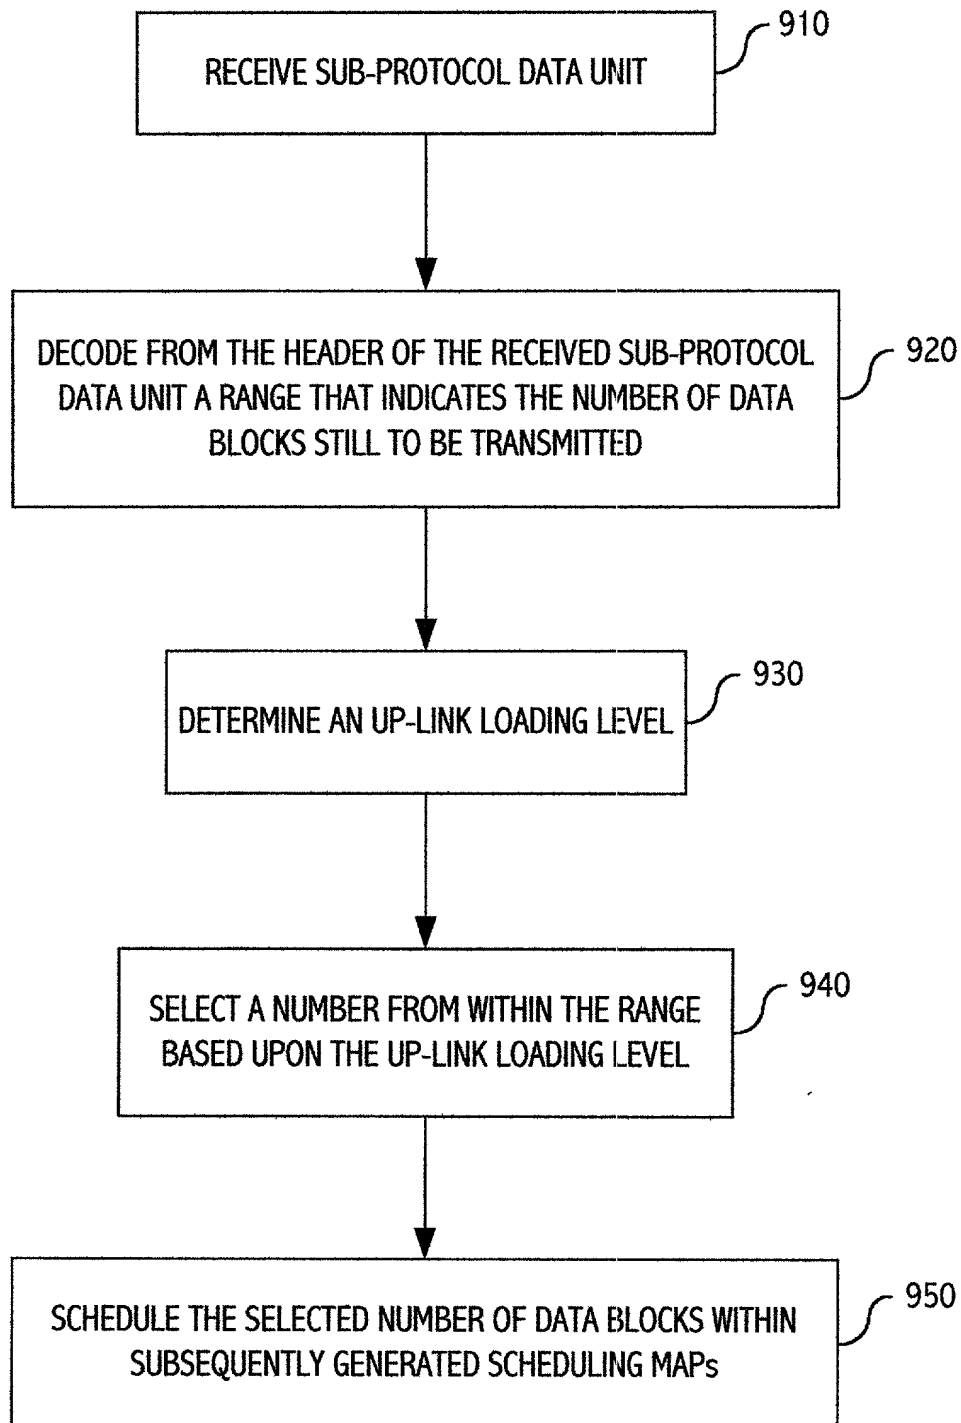 910
RECEIVE SUB-PROTOCOL DATA UNIT
920
DECODE FROM THE HEADER OF THE RECEIVED SUB-PROTOCOL
DATA UNIT A RANGE THAT INDICATES THE NUMBER OF DATA
BLOCKS STILL TO BE TRANSMITTED
930
DETERMINE AN UP-LINK LOADING LEVEL
940
SELECT A NUMBER FROM WITHIN THE RANGE
BASED UPON THE UP-LINK LOADING LEVEL
950
SCHEDULE THE SELECTED NUMBER OF DATA BLOCKS WITHIN
SUBSEQUENTLY GENERATED SCHEDULING MAPs